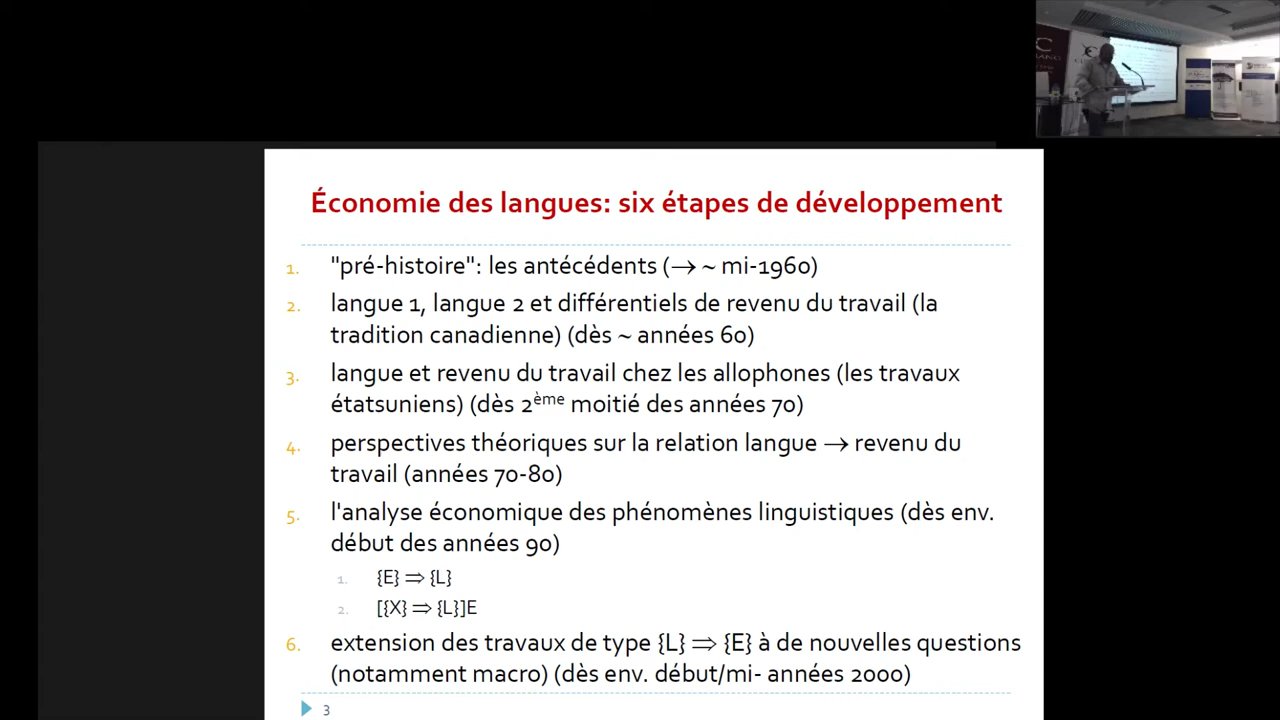 Économie des langues: six étapes de développement
1. "pré-histoire": les antécédents (→ ~ mi-1960)
2. langue 1, langue 2 et différentiels de revenu du travail (la
tradition canadienne) (dès ~ années 60)
3. langue et revenu du travail chez les allophones (les travaux
étatsuniens) (dès 2ème moitié des années 70)
4. perspectives théoriques sur la relation langue → revenu du
travail (années 70-80)
5. l'analyse économique des phénomènes linguistiques (dès env.
début des années 90)
1. {E} ⇒ {L}
2. [{X} ⇒ {L}]E
6. extension des travaux de type {L} ⇒ {E} à de nouvelles questions
(notamment macro) (dès env. début/mi- années 2000)
3